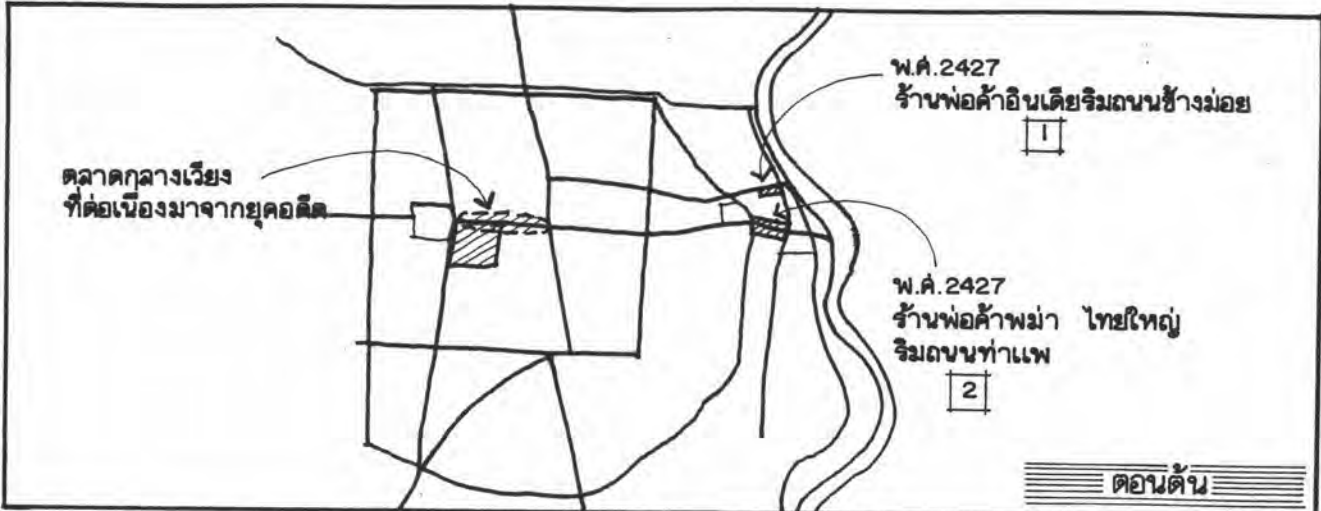 พ.ศ.2427
ร้านพ่อค้าอินเดียริมถนนช้างม่อย
1
ตลาดกลางเวียง
ที่ต่อเนื่องมาจากยุคอดีต
พ.ศ.2427
ร้านพ่อค้าพม่า ไทยใหญ่
ริมถนนท่าแพ
2
ตอนต้น